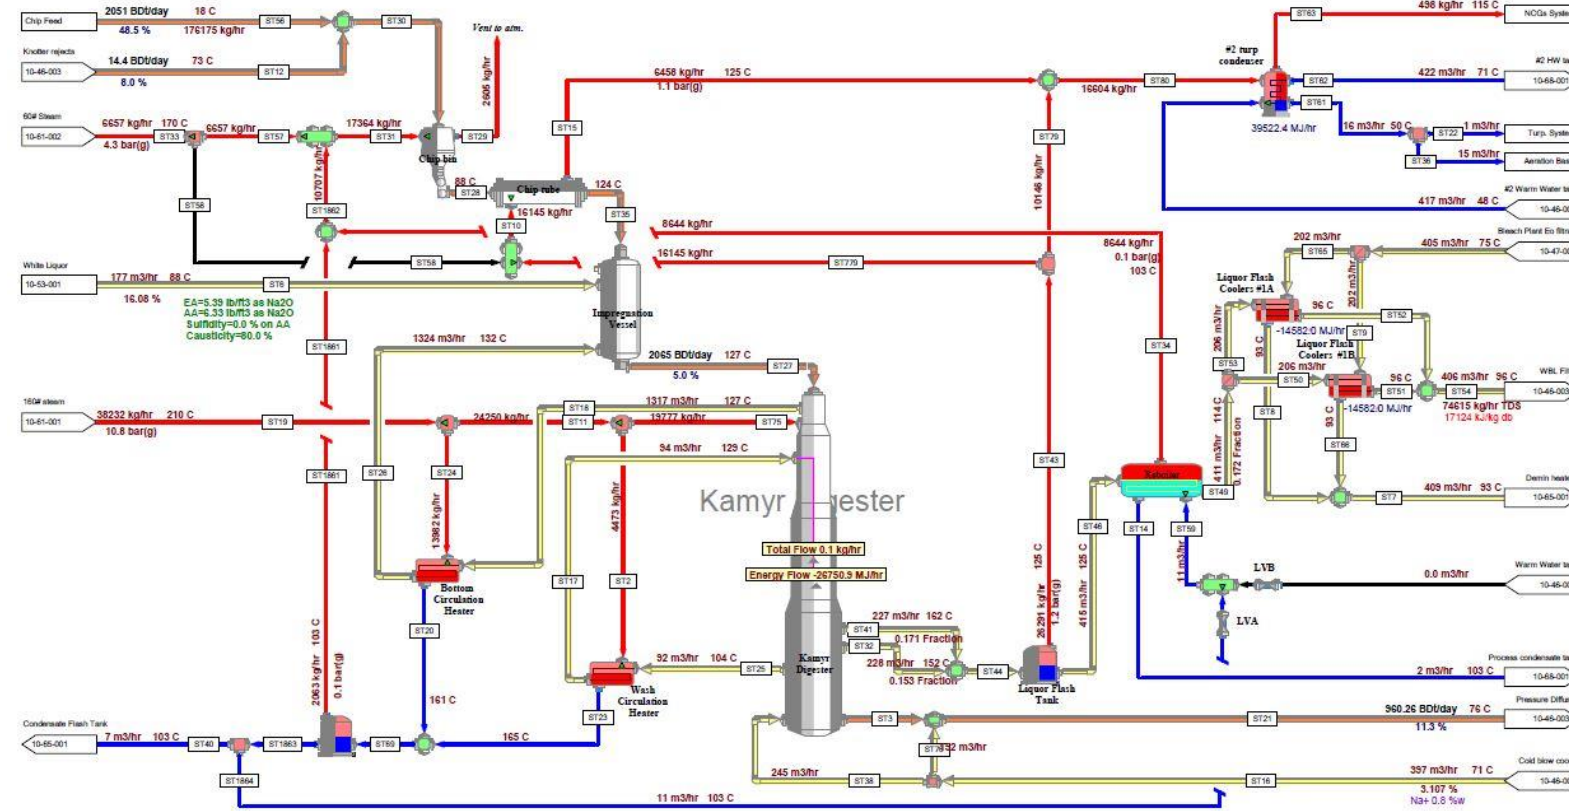 Chip Feed
2051 BDt/day 18 C
48.5 % 176175 kg/hr
ST56
ST30
Knotter rejects
10-46-003
14.4 BDt/day 73 C
8.0 %
ST12
Vent to atm.
2605 kg/hr
60# Steam
10-61-002
6657 kg/hr 170 C
4.3 bar(g)
ST33
6657 kg/hr
ST57
17364 kg/hr
ST31
ST29
Chip bin
10707 kg/hr
ST1862
88 C
ST28
Chip tube
124 C
ST35
16145 kg/hr
ST10
ST15
6458 kg/hr 125 C
1.1 bar(g)
ST58
ST58
White Liquor
10-53-001
177 m3/hr 88 C
16.08 %
ST6
EA=5.39 lb/ft3 as Na2O
AA=6.33 lb/ft3 as Na2O
Sulfidity=0.0 % on AA
Causticity=80.0 %
Impregnation
Vessel
8644 kg/hr
16145 kg/hr
ST779
ST79
10146 kg/hr
16604 kg/hr
ST80
#2 turp
condenser
ST63
498 kg/hr 115 C
NCGs Syste
#2 HW ta
10-68-001
ST62
422 m3/hr 71 C
ST61
39522.4 MJ/hr
16 m3/hr 50 C
ST22
1 m3/hr
Turp. Syste
ST36
15 m3/hr
Aeration Bas
#2 Warm Water ta
10-46-00
417 m3/hr 48 C
Bleach Plant Eo filtra
10-47-00
405 m3/hr 75 C
202 m3/hr
ST65
202 m3/hr
Liquor Flash
Coolers #1A
96 C
ST52
-14582.0 MJ/hr
ST9
Liquor Flash
Coolers #1B
206 m3/hr
ST53
93 C
206 m3/hr
ST50
96 C
ST51
-14582.0 MJ/hr
WBL Filt
10-46-003
406 m3/hr 96 C
ST54
74615 kg/hr TDS
17124 kJ/kg db
ST8
93 C
ST66
ST7
409 m3/hr 93 C
Demin heate
10-65-001
8644 kg/hr
0.1 bar(g)
103 C
ST34
1324 m3/hr 132 C
ST1861
2065 BDt/day 127 C
5.0 %
ST27
160# steam
10-61-001
38232 kg/hr 210 C
10.8 bar(g)
ST19
24250 kg/hr
ST18
1317 m3/hr 127 C
ST11
19777 kg/hr
ST75
94 m3/hr 129 C
ST1861
ST26
ST24
13982 kg/hr
4473 kg/hr
ST43
Reboiler
ST49
411 m3/hr 114 C
0.172 Fraction
Kamyr Digester
Total Flow 0.1 kg/hr
Energy Flow -26750.9 MJ/hr
ST46
ST14
ST59
11 m3/hr
LVB
LVA
0.0 m3/hr
Warm Water ta
10-46-00
Bottom
Circulation
Heater
ST17
ST2
ST20
26291 kg/hr 125 C
1.2 bar(g)
415 m3/hr 125 C
227 m3/hr 162 C
ST41
0.171 Fraction
ST32
228 m3/hr 152 C
0.153 Fraction
ST44
Liquor Flash
Tank
Kamyr
Digester
92 m3/hr 104 C
ST25
Wash
Circulation
Heater
ST23
161 C
165 C
2063 kg/hr 103 C
0.1 bar(g)
Process condensate ta
10-68-001
2 m3/hr 103 C
Pressure Diffus
10-46-003
960.26 BDt/day 76 C
11.3 %
ST3
ST21
Condensate Flash Tank
10-65-001
7 m3/hr 103 C
ST40
ST1863
ST69
ST1864
11 m3/hr 103 C
245 m3/hr
ST38
ST16
Cold blow coo
10-46-00
397 m3/hr 71 C
3.107 %
Na+ 0.8 %w